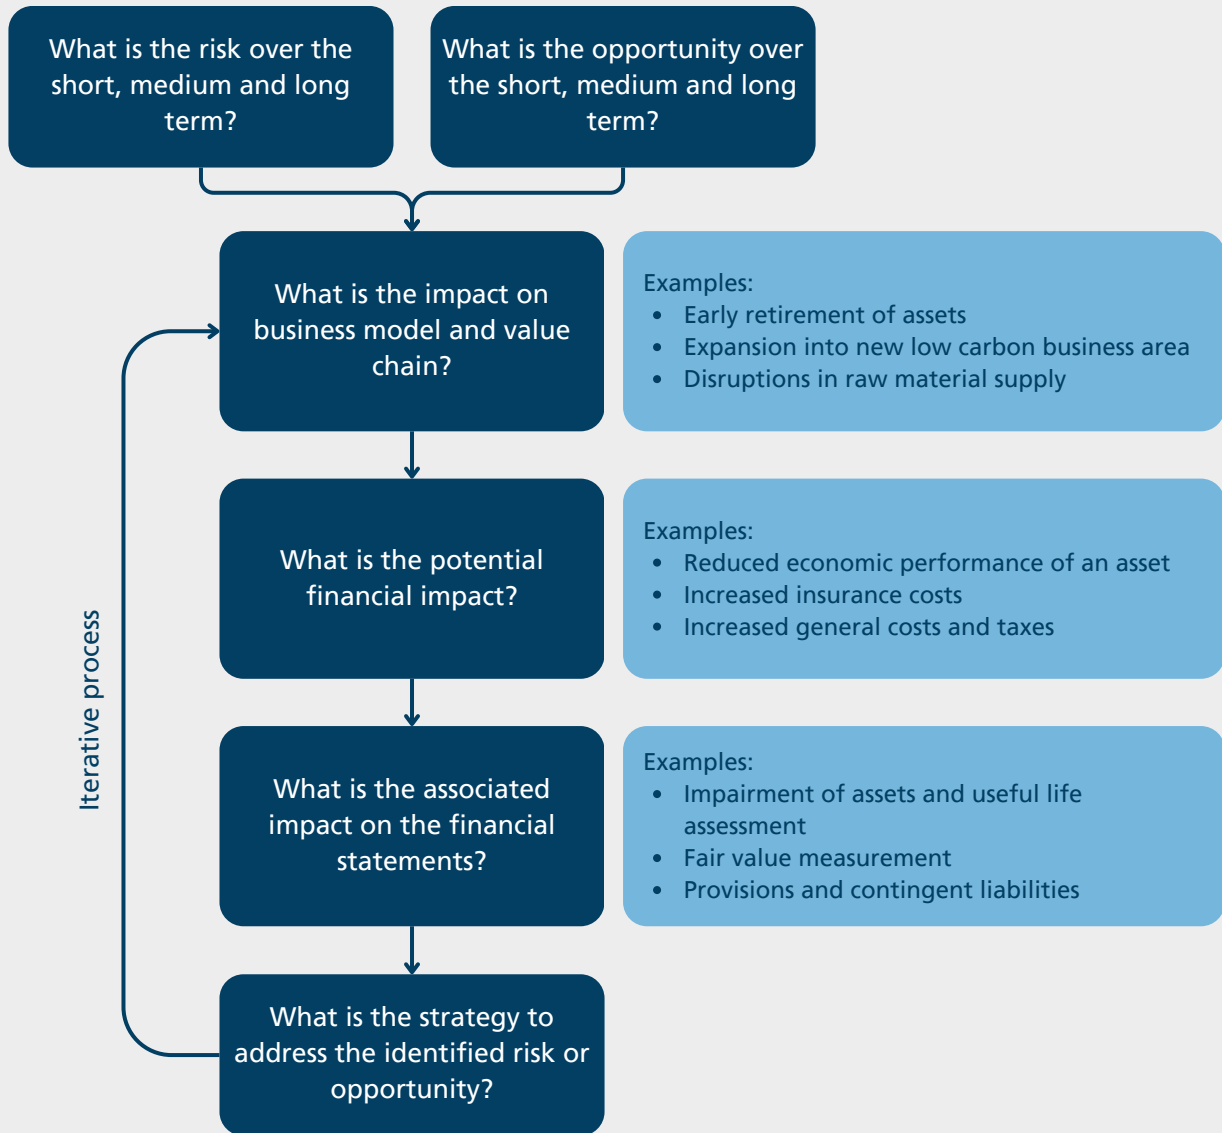 What is the risk over the
short, medium and long
term?
What is the opportunity over
the short, medium and long
term?
What is the impact on
business model and value
chain?
Examples:
• Early retirement of assets
• Expansion into new low carbon business area
• Disruptions in raw material supply
What is the potential
financial impact?
Examples:
• Reduced economic performance of an asset
• Increased insurance costs
• Increased general costs and taxes
Iterative process
What is the associated
impact on the financial
statements?
Examples:
• Impairment of assets and useful life
assessment
• Fair value measurement
• Provisions and contingent liabilities
What is the strategy to
address the identified risk or
opportunity?